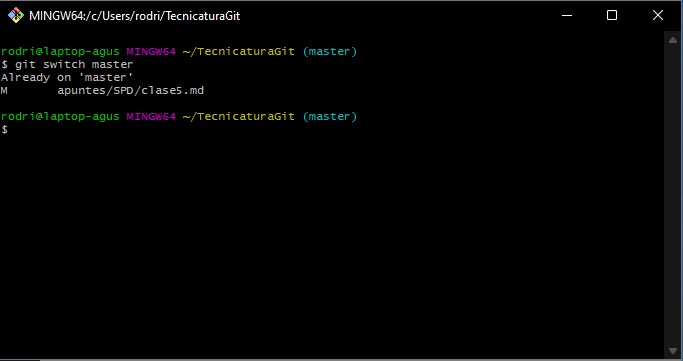 MINGW64:/c/Users/rodri/TecnicaturaGit
rodri@laptop-agus MINGW64 ~/TecnicaturaGit (master)
$ git switch master
Already on 'master'
M       apuntes/SPD/clase5.md
rodri@laptop-agus MINGW64 ~/TecnicaturaGit (master)
$